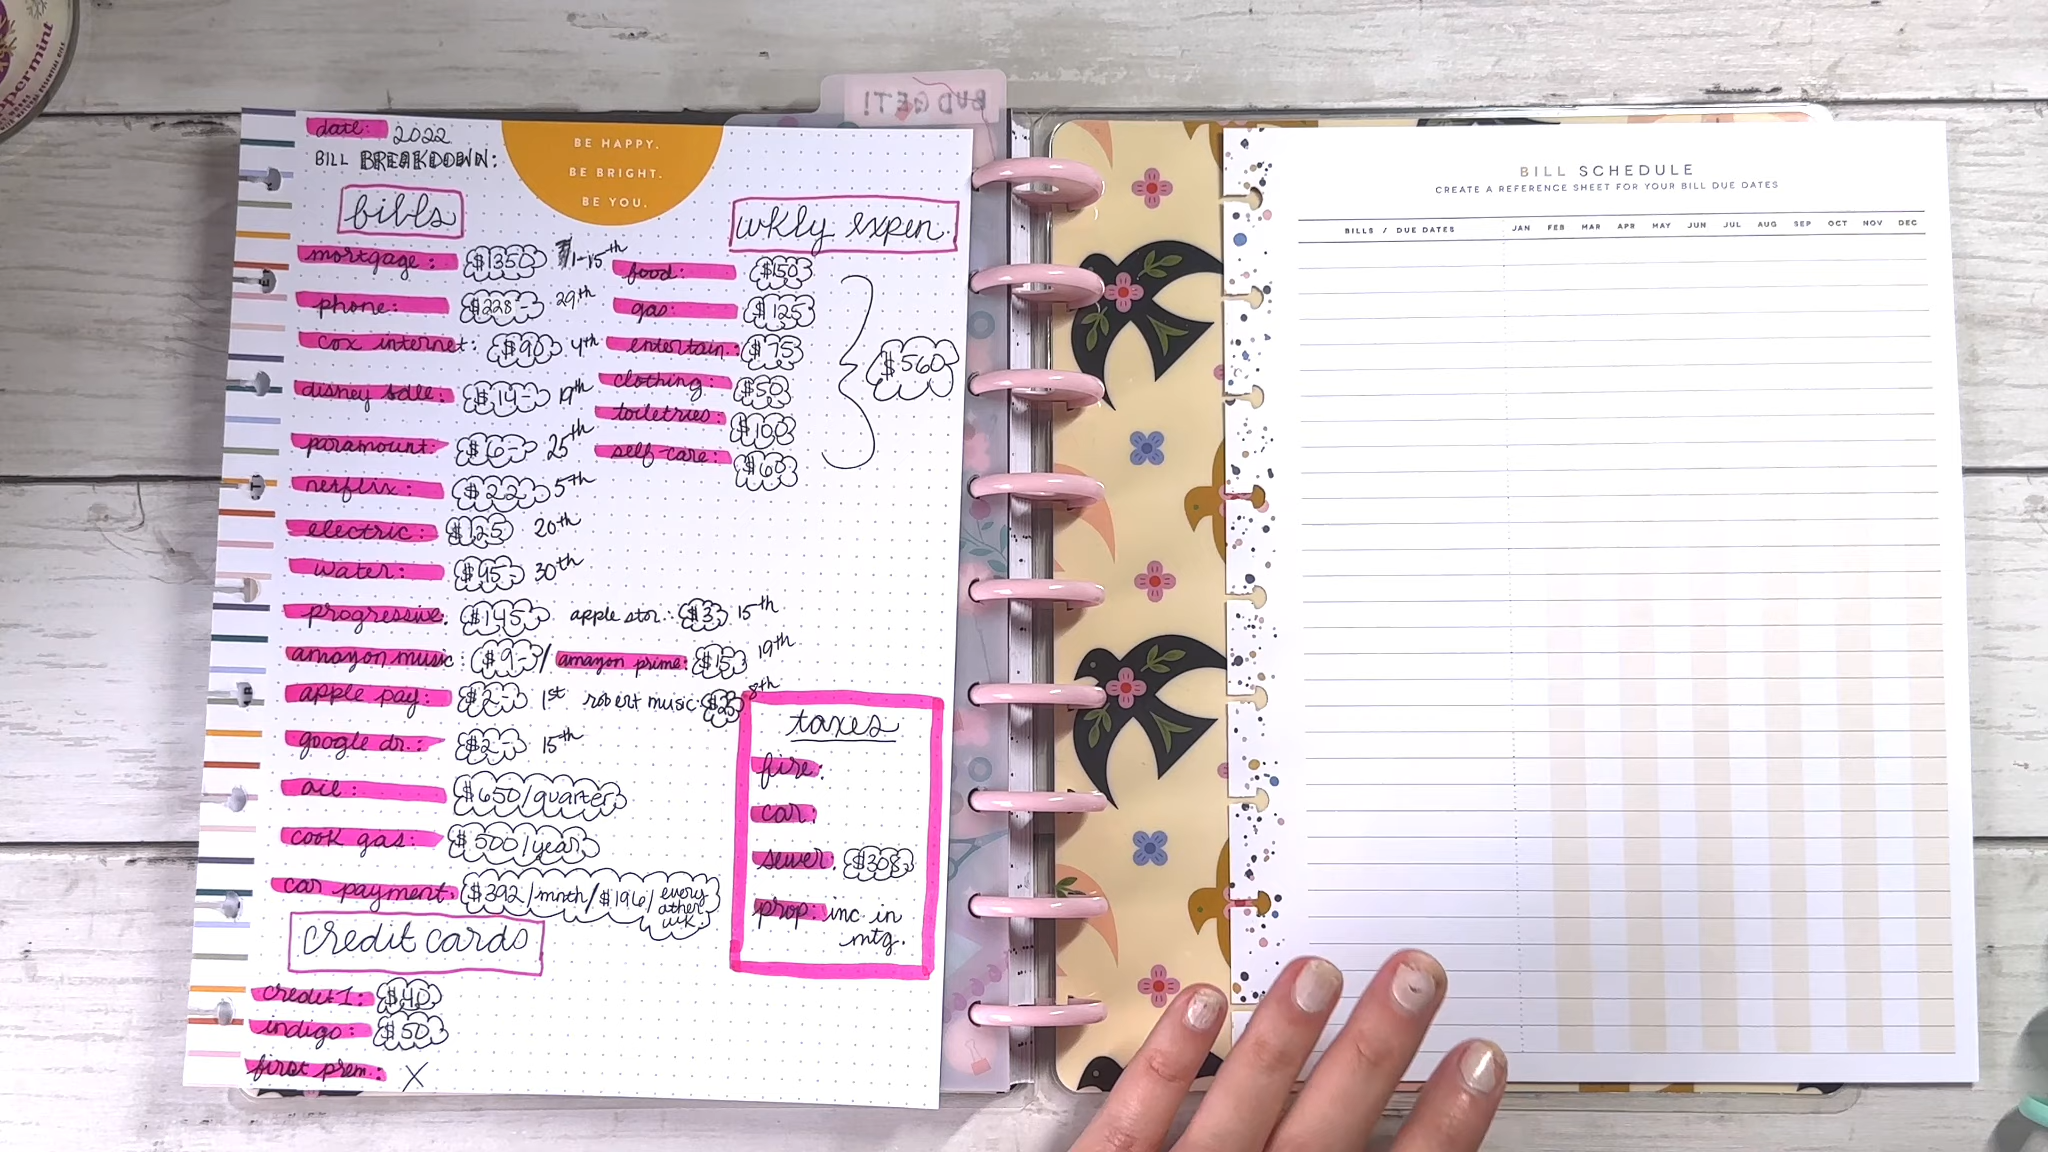 permint
BUDGET!
date: 2022
BILL BREAKDOWN:
BE HAPPY.
BE BRIGHT.
BE YOU.
bills
mortgage: $1350 1-15th
phone: $228- 29th
cox internet: $90 4th
disney bdle: $14- 19th
paramount: $6- 25th
netflix: $22 5th
electric: $125 20th
water: $45- 30th
progressive: $145 apple stor.: $3 15th
amazon music: $9-/ amazon prime: $15 19th
apple pay: $2- 1st robert music: 8th
google dr.: $2- 15th
oil: $650/quarter
cook gas: $500/year
car payment: $392/month/$196/every other wk.
wkly expen.
food: $150
gas: $125
entertain: $75
clothing: $50
toiletries: $100
self-care: $60
$560
taxes
fire:
car:
sewer: $308
prop: inc in
mtg.
credit cards
credit 1: $40
indigo: $50
first prem.: X
BILL SCHEDULE
CREATE A REFERENCE SHEET FOR YOUR BILL DUE DATES
BILLS / DUE DATES JAN FEB MAR APR MAY JUN JUL AUG SEP OCT NOV DEC